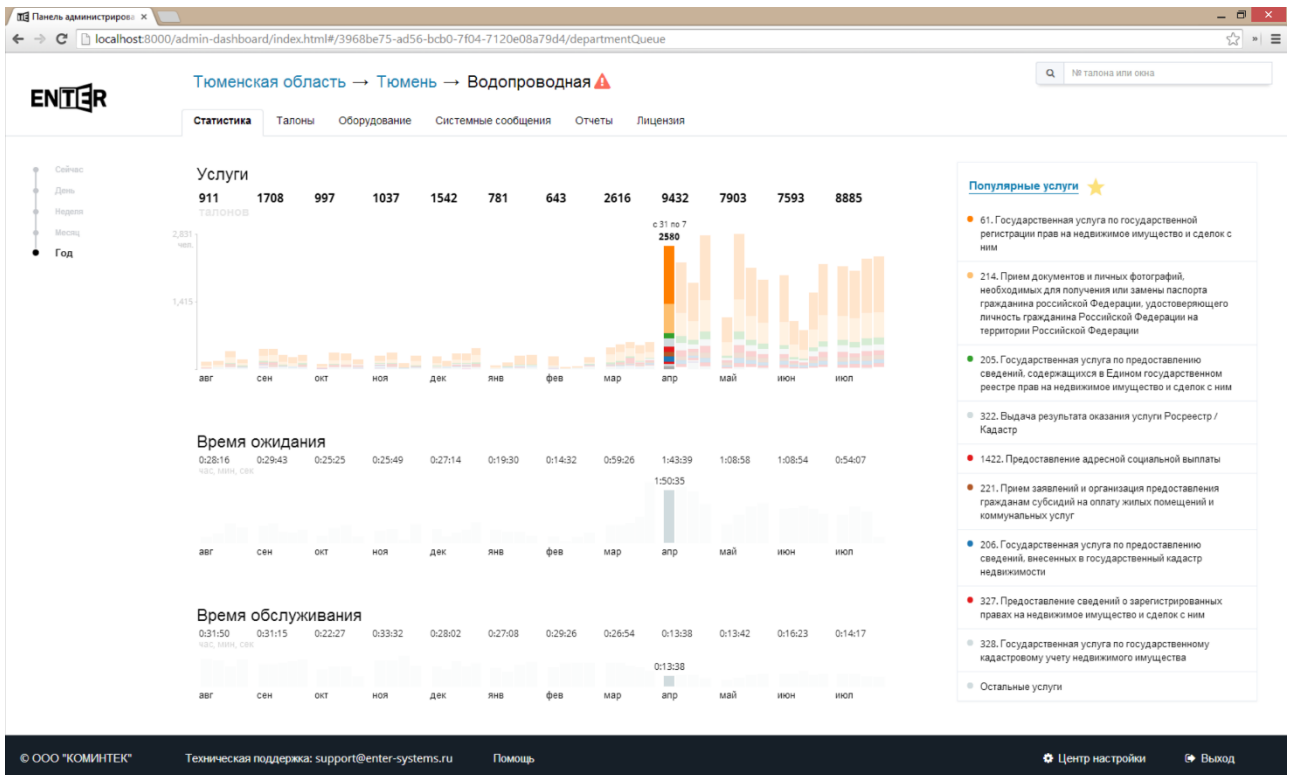 Панель администрирова ×
localhost:8000/admin-dashboard/index.html#/3968be75-ad56-bcb0-7f04-7120e08a79d4/departmentQueue
ENTER
Тюменская область → Тюмень → Водопроводная
№ талона или окна
Статистика Талоны Оборудование Системные сообщения Отчеты Лицензия
Сейчас
День
Неделя
Месяц
Год
Услуги
911 1708 997 1037 1542 781 643 2616 9432 7903 7593 8885
талонов
с 31 по 7
2580
2,831
чел.
1,415
авг сен окт ноя дек янв фев мар апр май июн июл
Время ожидания
0:28:16 0:29:43 0:25:25 0:25:49 0:27:14 0:19:30 0:14:32 0:59:26 1:43:39 1:08:58 1:08:54 0:54:07
час, мин, сек
1:50:35
авг сен окт ноя дек янв фев мар апр май июн июл
Время обслуживания
0:31:50 0:31:15 0:22:27 0:33:32 0:28:02 0:27:08 0:29:26 0:26:54 0:13:38 0:13:42 0:16:23 0:14:17
час, мин, сек
0:13:38
авг сен окт ноя дек янв фев мар апр май июн июл
Популярные услуги
61. Государственная услуга по государственной
регистрации прав на недвижимое имущество и сделок с
ним
214. Прием документов и личных фотографий,
необходимых для получения или замены паспорта
гражданина российской Федерации, удостоверяющего
личность гражданина Российской Федерации на
территории Российской Федерации
205. Государственная услуга по предоставлению
сведений, содержащихся в Едином государственном
реестре прав на недвижимое имущество и сделок с ним
322. Выдача результата оказания услуги Росреестр /
Кадастр
1422. Предоставление адресной социальной выплаты
221. Прием заявлений и организация предоставления
гражданам субсидий на оплату жилых помещений и
коммунальных услуг
206. Государственная услуга по предоставлению
сведений, внесенных в государственный кадастр
недвижимости
327. Предоставление сведений о зарегистрированных
правах на недвижимое имущество и сделок с ним
328. Государственная услуга по государственному
кадастровому учету недвижимого имущества
Остальные услуги
© ООО "КОМИНТЕК" Техническая поддержка: support@enter-systems.ru Помощь Центр настройки Выход